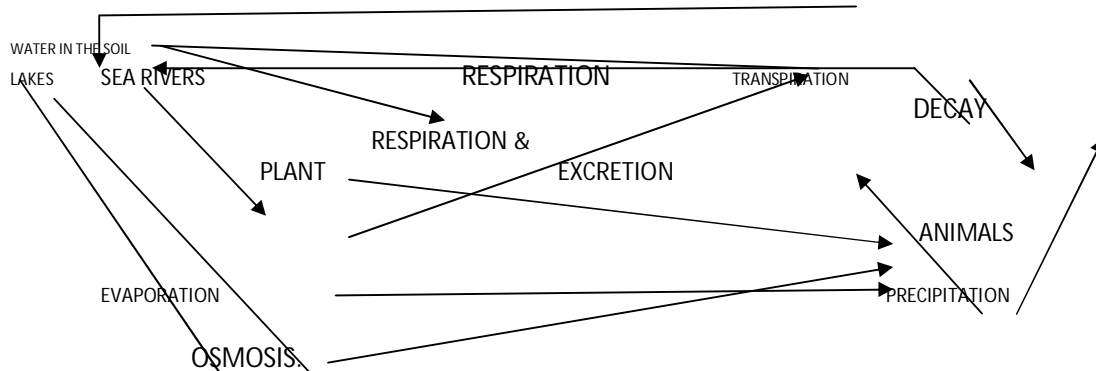 WATER IN THE SOIL
LAKES SEA RIVERS RESPIRATION TRANSPIRATION
DECAY
RESPIRATION &
PLANT EXCRETION
ANIMALS
EVAPORATION PRECIPITATION
OSMOSIS.